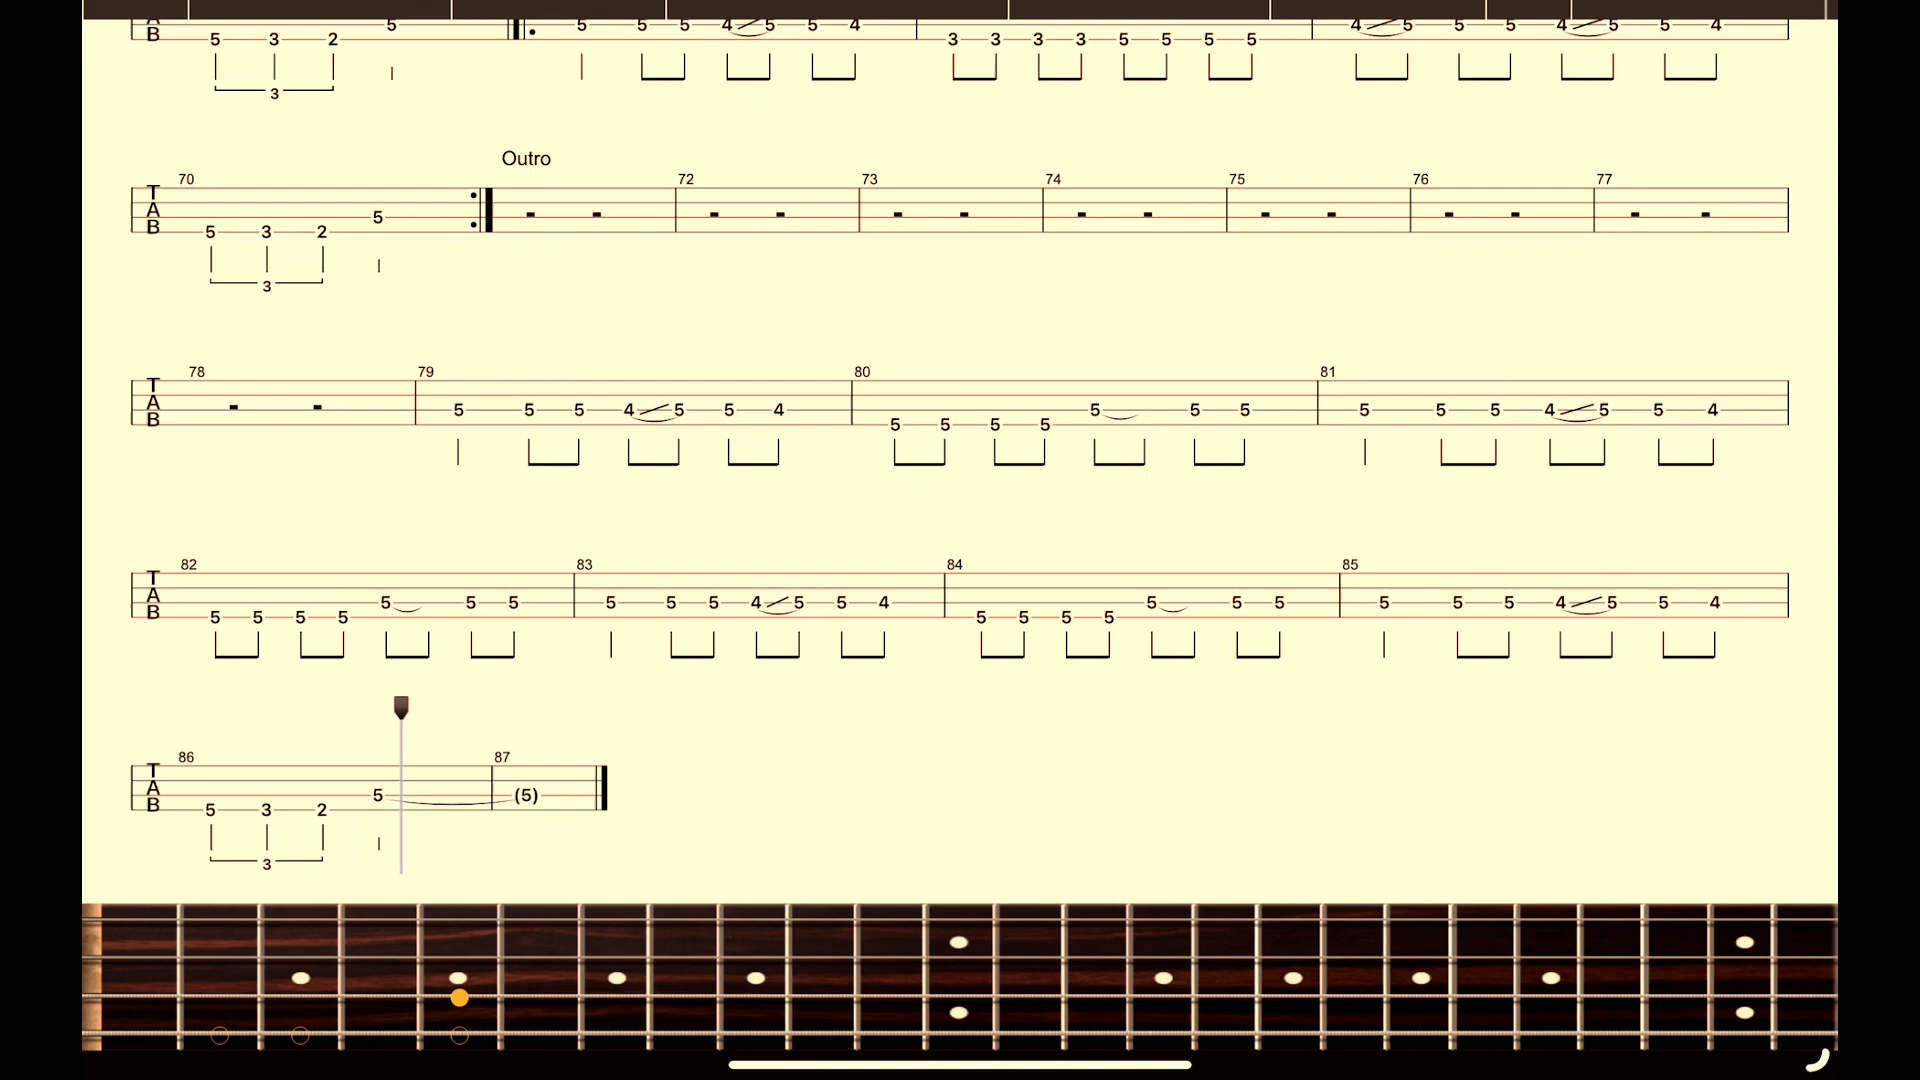 5 5 5 4 5 5 4 4 5 5 5 4 5 5 4
B 5 3 2 3 3 3 3 5 5 5 5
3
Outro
70 72 73 74 75 76 77
T
A 5
B 5 3 2
3
78 79 80 81
T
A 5 5 5 4 5 5 4 5 5 5 5 5 5 4 5 5 4
B 5 5 5 5
82 83 84 85
T
A 5 5 5 5 5 5 4 5 5 4 5 5 5 5 5 5 4 5 5 4
B 5 5 5 5 5 5 5 5
86 87
T
A 5 (5)
B 5 3 2
3